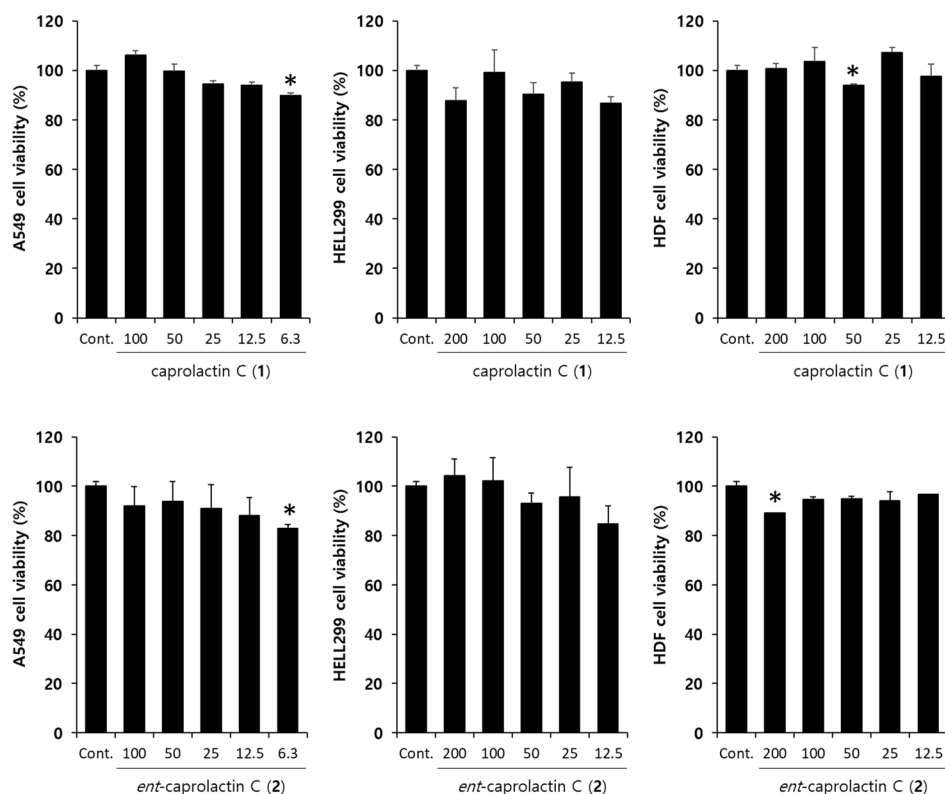 120
100
80
60
40
20
0
A549 cell viability (%)
*
Cont. 100 50 25 12.5 6.3
caprolactin C (1)
120
100
80
60
40
20
0
HELL299 cell viability (%)
Cont. 200 100 50 25 12.5
caprolactin C (1)
120
100
80
60
40
20
0
HDF cell viability (%)
*
Cont. 200 100 50 25 12.5
caprolactin C (1)
120
100
80
60
40
20
0
A549 cell viability (%)
*
Cont. 100 50 25 12.5 6.3
ent-caprolactin C (2)
120
100
80
60
40
20
0
HELL299 cell viability (%)
Cont. 200 100 50 25 12.5
ent-caprolactin C (2)
120
100
80
60
40
20
0
HDF cell viability (%)
*
Cont. 200 100 50 25 12.5
ent-caprolactin C (2)